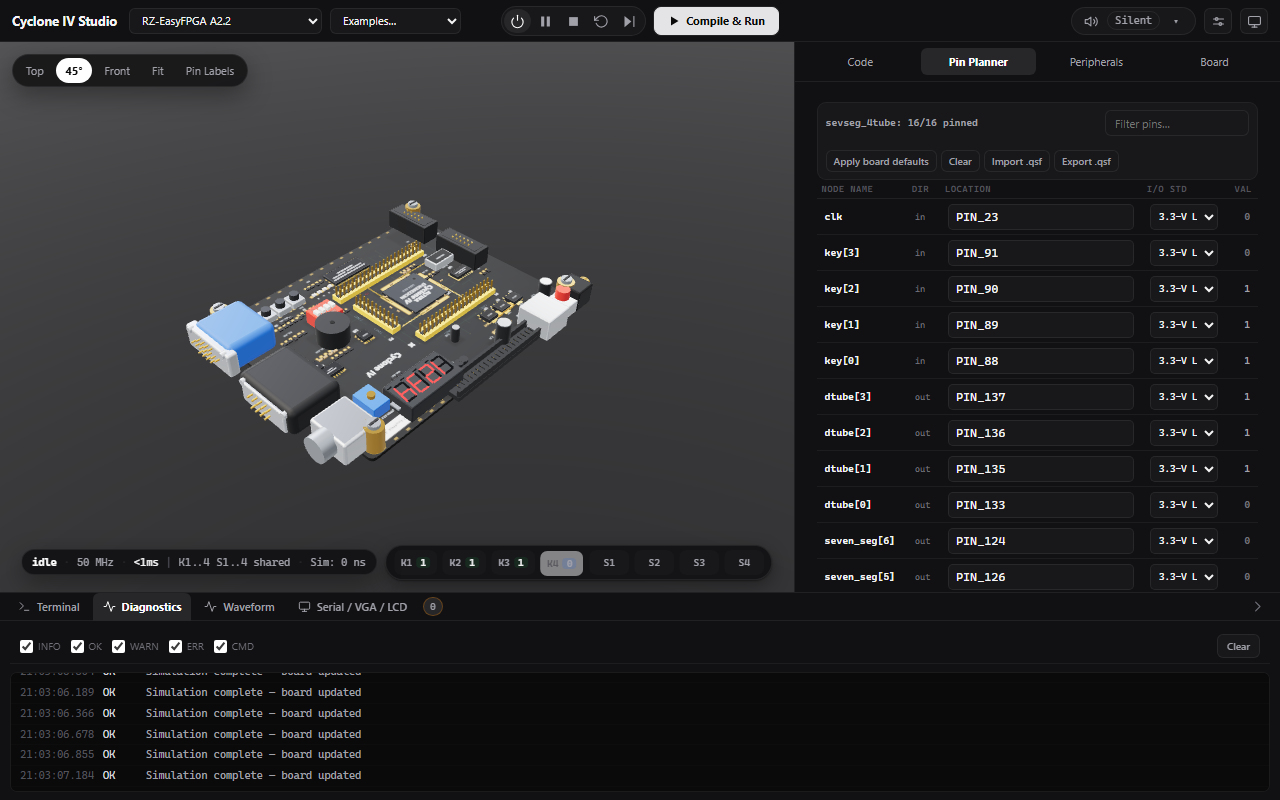 Cyclone IV Studio RZ-EasyFPGA A2.2 Examples... Compile & Run Silent
Top 45° Front Fit Pin Labels
Code Pin Planner Peripherals Board
sevseg_4tube: 16/16 pinned Filter pins...
Apply board defaults Clear Import .qsf Export .qsf
NODE NAME DIR LOCATION I/O STD VAL
clk in PIN_23 3.3-V L 0
key[3] in PIN_91 3.3-V L 0
key[2] in PIN_90 3.3-V L 1
key[1] in PIN_89 3.3-V L 1
key[0] in PIN_88 3.3-V L 1
dtube[3] out PIN_137 3.3-V L 1
dtube[2] out PIN_136 3.3-V L 1
dtube[1] out PIN_135 3.3-V L 1
dtube[0] out PIN_133 3.3-V L 0
seven_seg[6] out PIN_124 3.3-V L 0
seven_seg[5] out PIN_126 3.3-V L 0
Cyclone IV
idle · 50 MHz · <1ms | K1..4 S1..4 shared · Sim: 0 ns
K1 1 K2 1 K3 1 K4 0 S1 S2 S3 S4
Terminal Diagnostics Waveform Serial / VGA / LCD 0
INFO OK WARN ERR CMD Clear
Simulation complete — board updated
21:03:06.189 OK Simulation complete — board updated
21:03:06.366 OK Simulation complete — board updated
21:03:06.678 OK Simulation complete — board updated
21:03:06.855 OK Simulation complete — board updated
21:03:07.184 OK Simulation complete — board updated